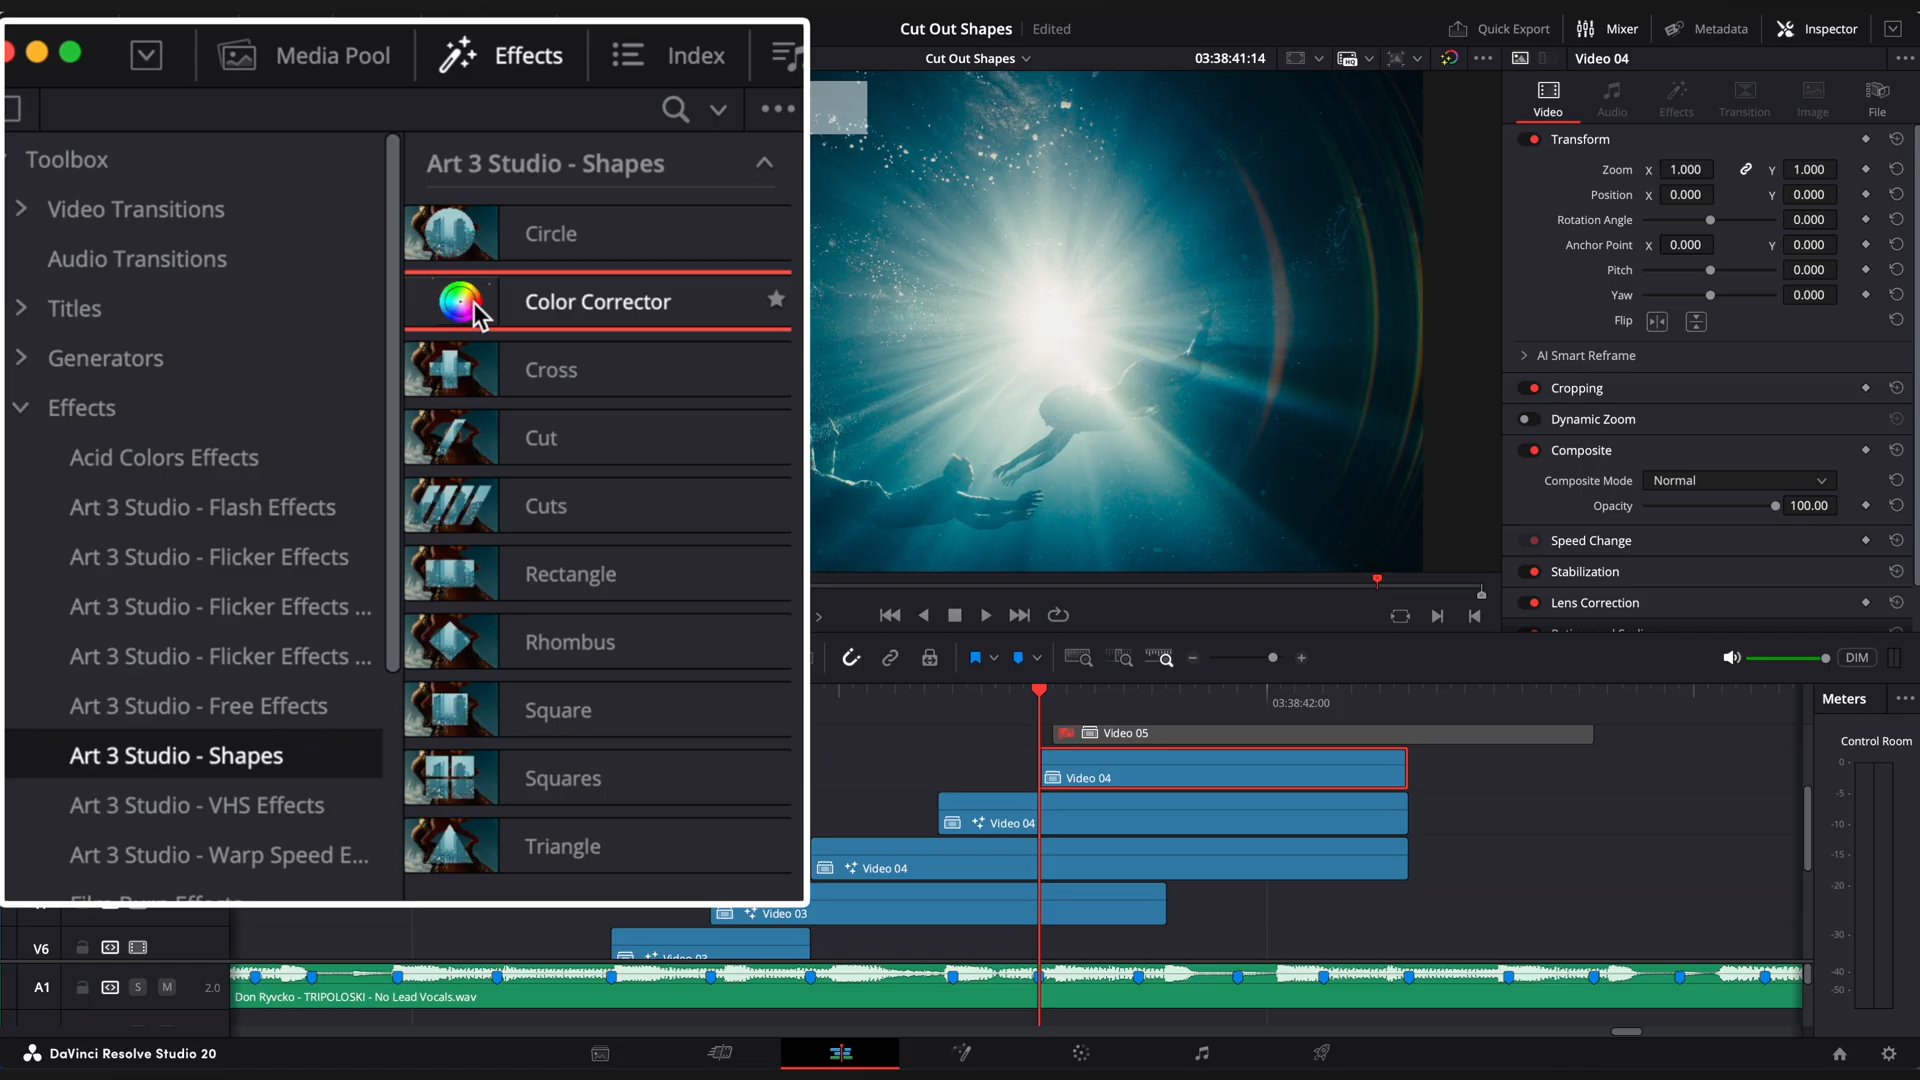 Media Pool
Effects
Index
Cut Out Shapes
Edited
Quick Export
Mixer
Metadata
Inspector
Cut Out Shapes
03:38:41:14
HQ
Video 04
Video
Audio
Effects
Transition
Image
File
Toolbox
Video Transitions
Audio Transitions
Titles
Generators
Effects
Acid Colors Effects
Art 3 Studio - Flash Effects
Art 3 Studio - Flicker Effects
Art 3 Studio - Flicker Effects ...
Art 3 Studio - Flicker Effects ...
Art 3 Studio - Free Effects
Art 3 Studio - Shapes
Art 3 Studio - VHS Effects
Art 3 Studio - Warp Speed E...
Art 3 Studio - Shapes
Circle
Color Corrector
Cross
Cut
Cuts
Rectangle
Rhombus
Square
Squares
Triangle
Transform
Zoom X 1.000 Y 1.000
Position X 0.000 Y 0.000
Rotation Angle 0.000
Anchor Point X 0.000 Y 0.000
Pitch 0.000
Yaw 0.000
Flip
AI Smart Reframe
Cropping
Dynamic Zoom
Composite
Composite Mode Normal
Opacity 100.00
Speed Change
Stabilization
Lens Correction
DIM
03:38:42:00
Video 05
Video 04
Video 04
Video 04
Video 03
V6
A1
S
M
2.0
Don Ryvcko - TRIPOLOSKI - No Lead Vocals.wav
Meters
Control Room
0 -
-5 -
-10 -
-15 -
-20 -
-30 -
-40 -
-50 -
DaVinci Resolve Studio 20